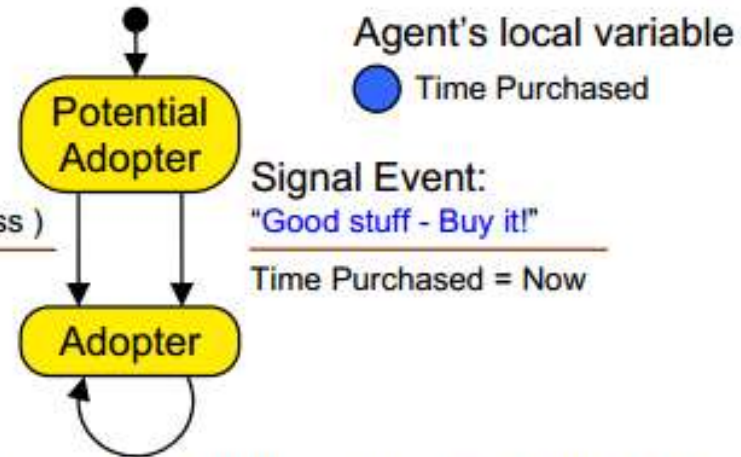 Agent's local variable
Time Purchased
Potential
Adopter
Signal Event:
ss )
"Good stuff - Buy it!"
Time Purchased = Now
Adopter